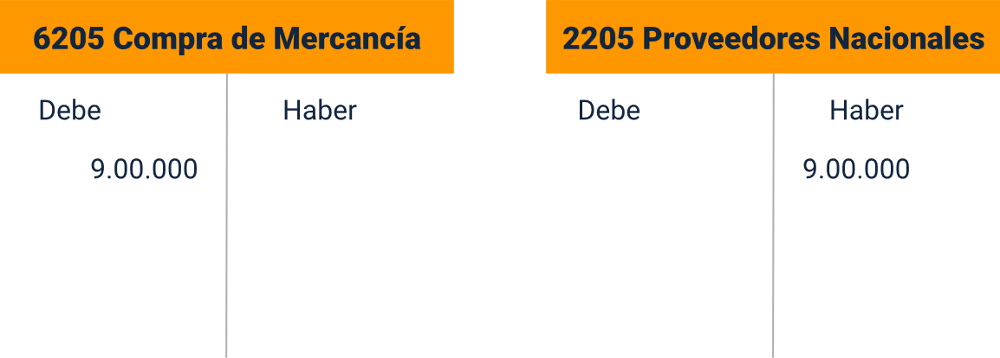 6205 Compra de Mercancía
Debe Haber
9.00.000
2205 Proveedores Nacionales
Debe Haber
9.00.000